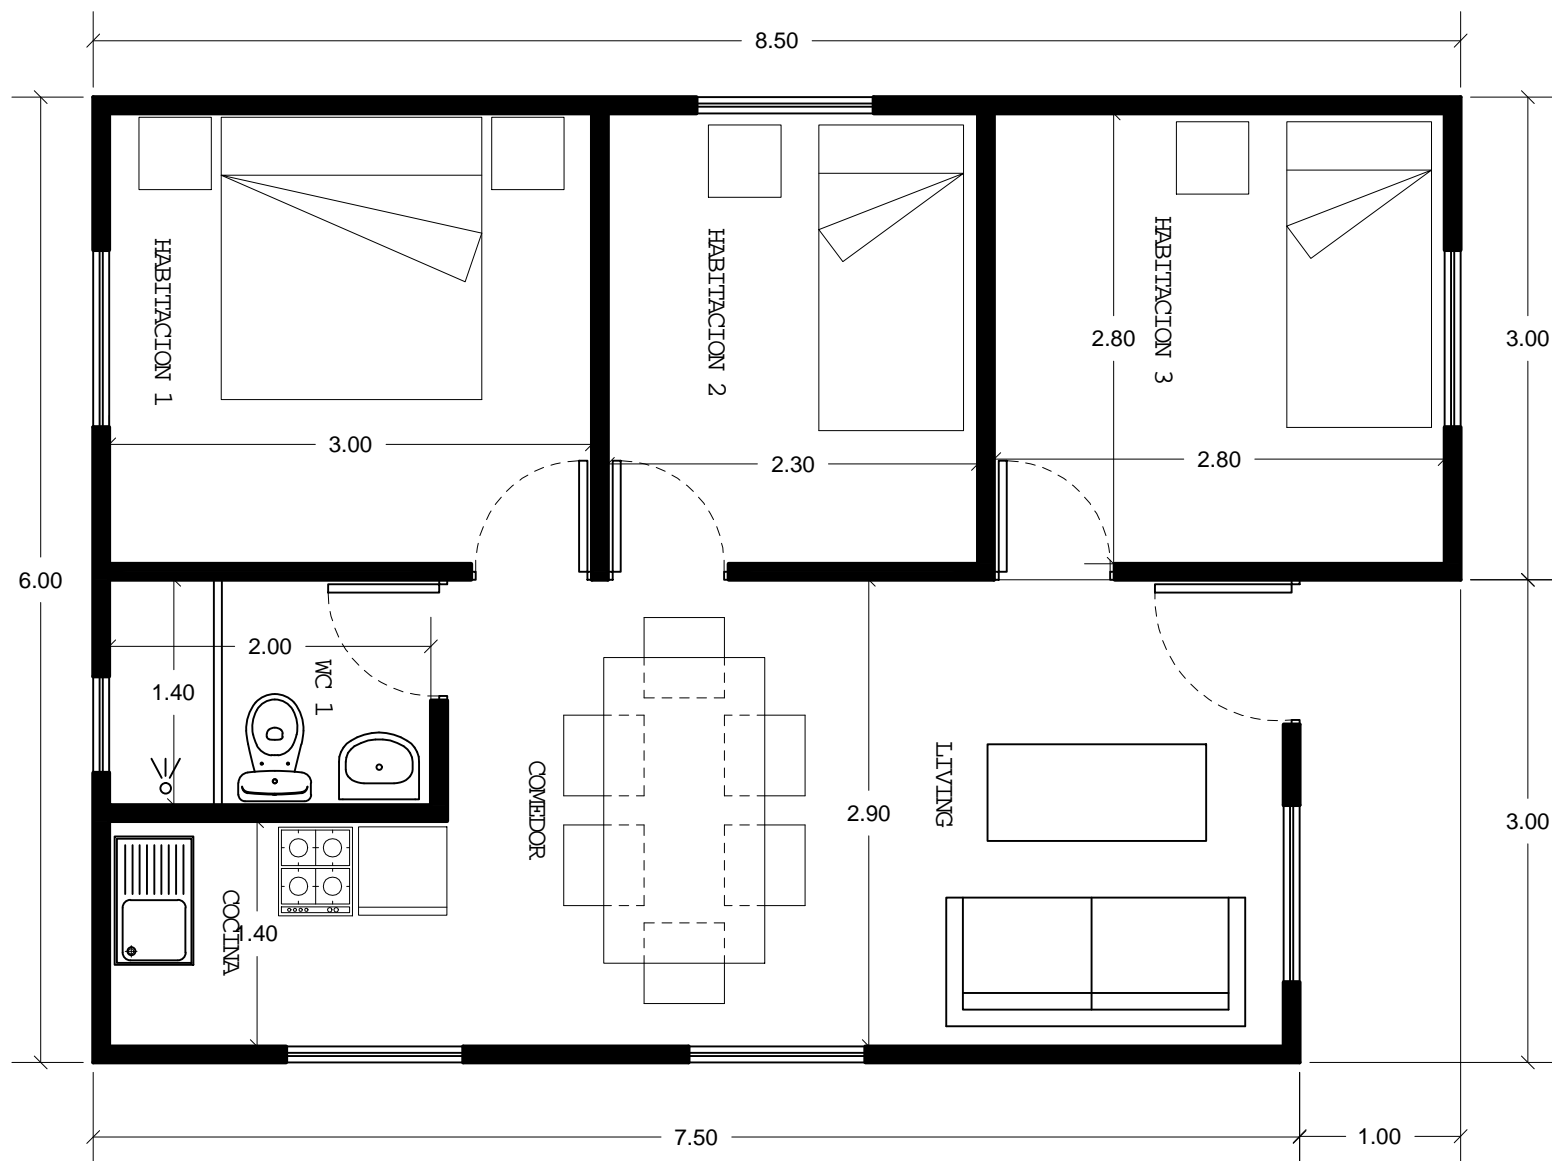 8.50
HABITACION 1
HABITACION 2
HABITACION 3
2.80
3.00
3.00
2.30
2.80
6.00
2.00
WC 1
1.40
COMEDOR
LIVING
2.90
3.00
COCINA
1.40
7.50
1.00